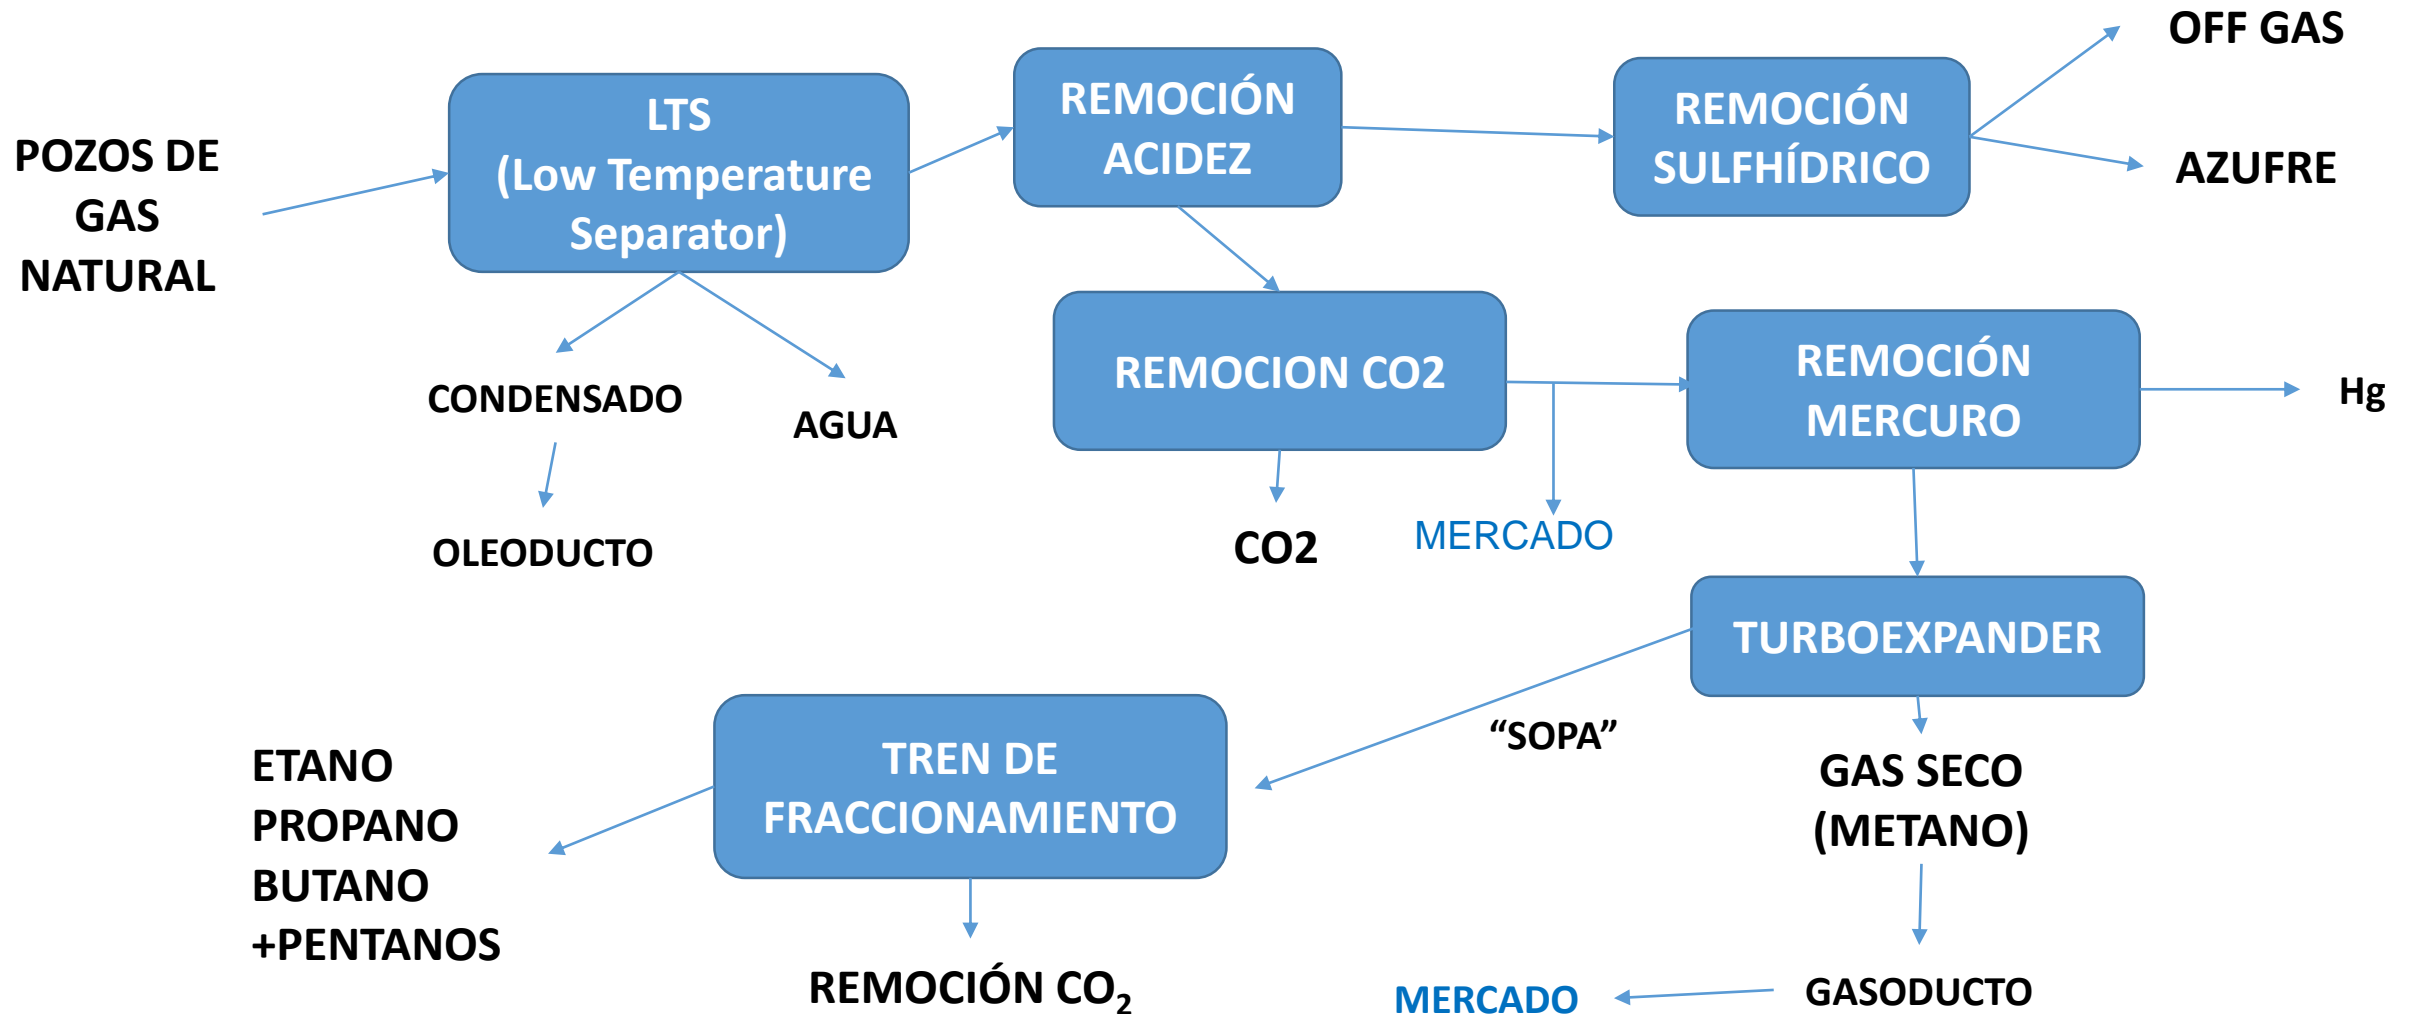 POZOS DE
GAS
NATURAL
LTS
(Low Temperature
Separator)
REMOCIÓN
ACIDEZ
REMOCIÓN
SULFHÍDRICO
OFF GAS
AZUFRE
CONDENSADO
AGUA
OLEODUCTO
REMOCION CO2
CO2
MERCADO
REMOCIÓN
MERCURO
Hg
TURBOEXPANDER
“SOPA”
GAS SECO
(METANO)
GASODUCTO
MERCADO
TREN DE
FRACCIONAMIENTO
REMOCIÓN CO₂
ETANO
PROPANO
BUTANO
+PENTANOS